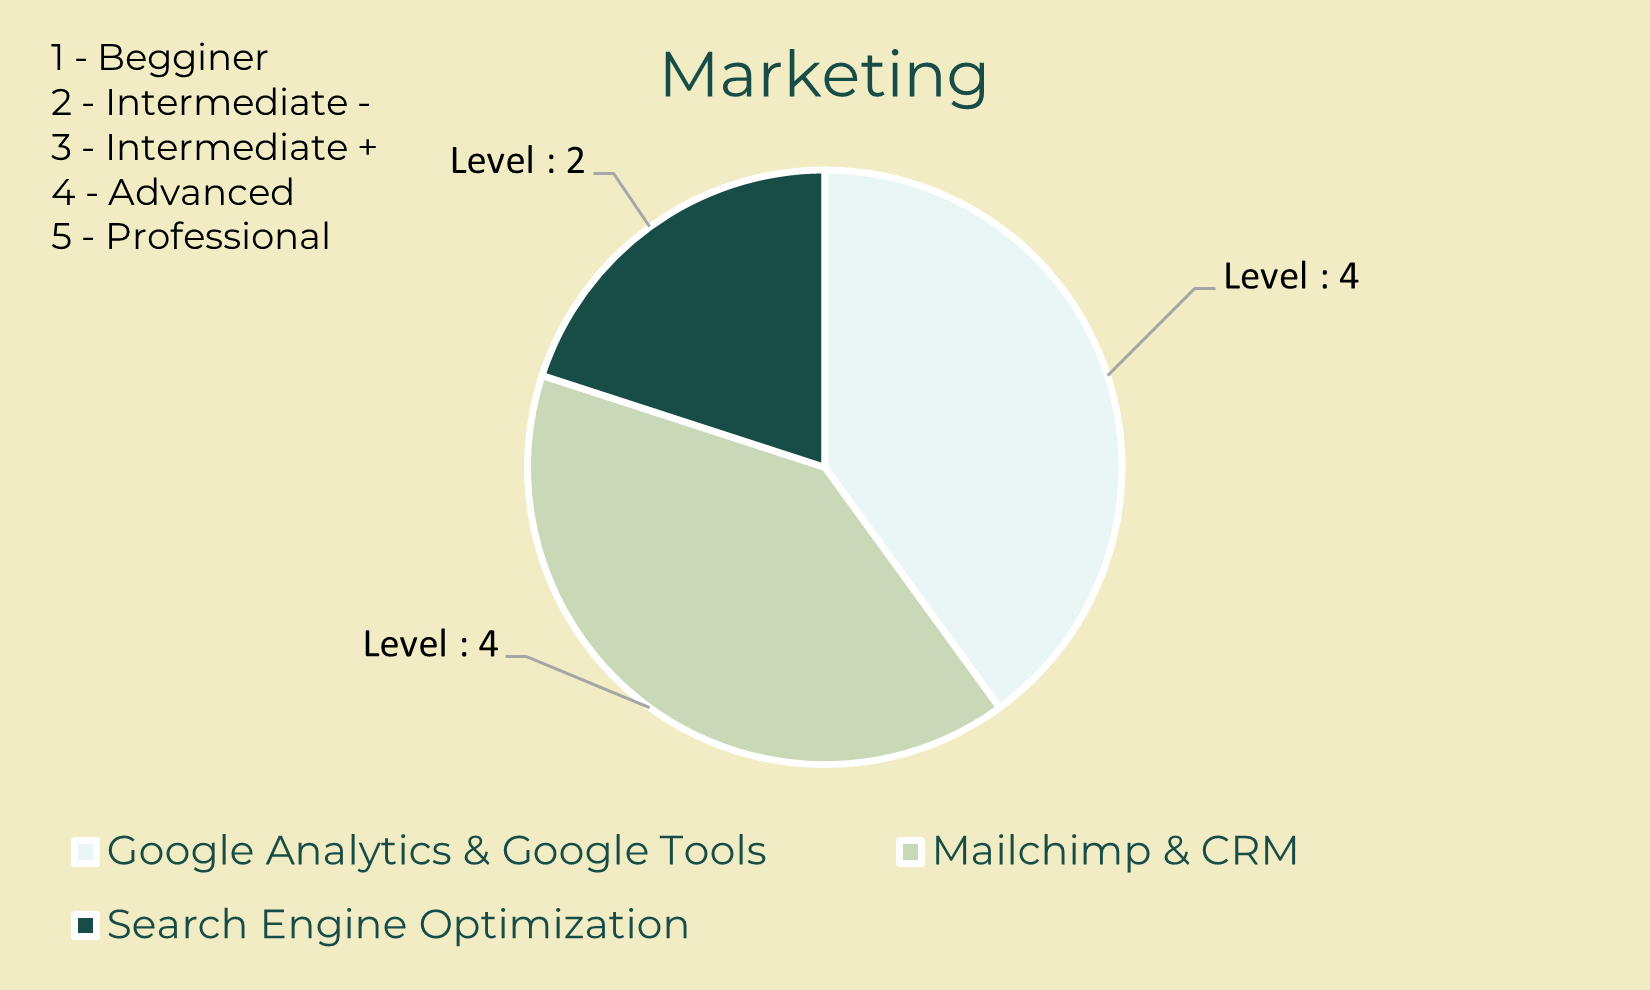 1 - Begginer
2 - Intermediate -
3 - Intermediate +
4 - Advanced
5 - Professional
Marketing
Level : 2
Level : 4
Level : 4
Google Analytics & Google Tools
Mailchimp & CRM
Search Engine Optimization